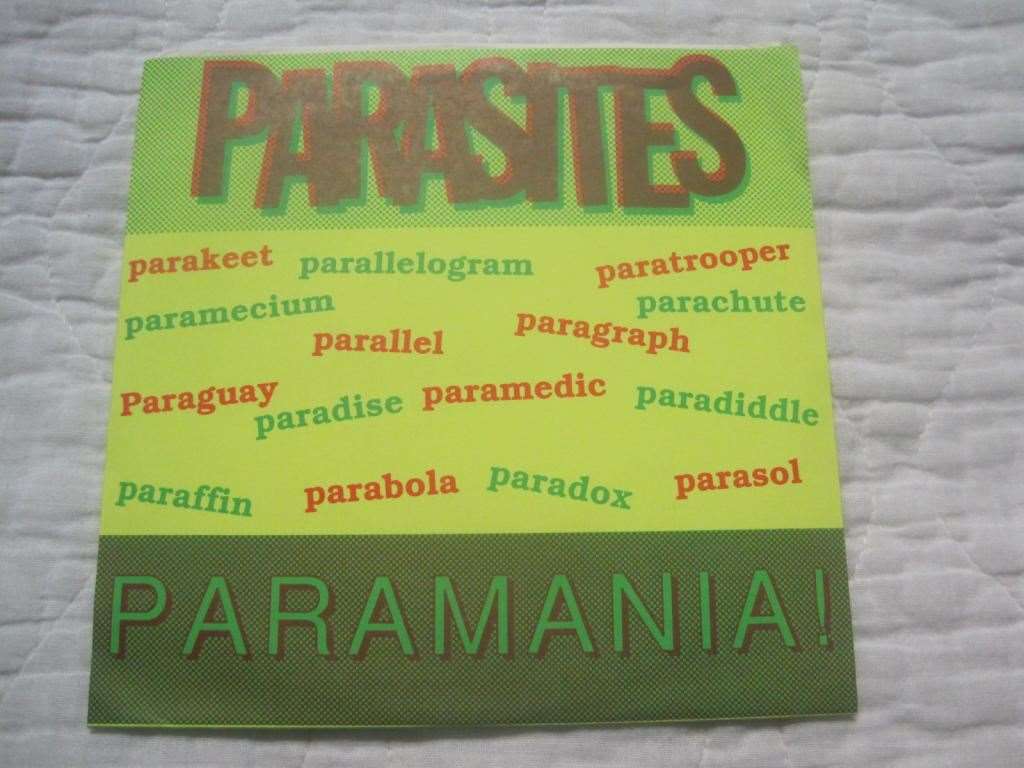 PARASITES
parakeet parallelogram paratrooper
paramecium parachute
parallel paragraph
Paraguay paradise paramedic paradiddle
paraffin parabola paradox parasol
PARAMANIA!